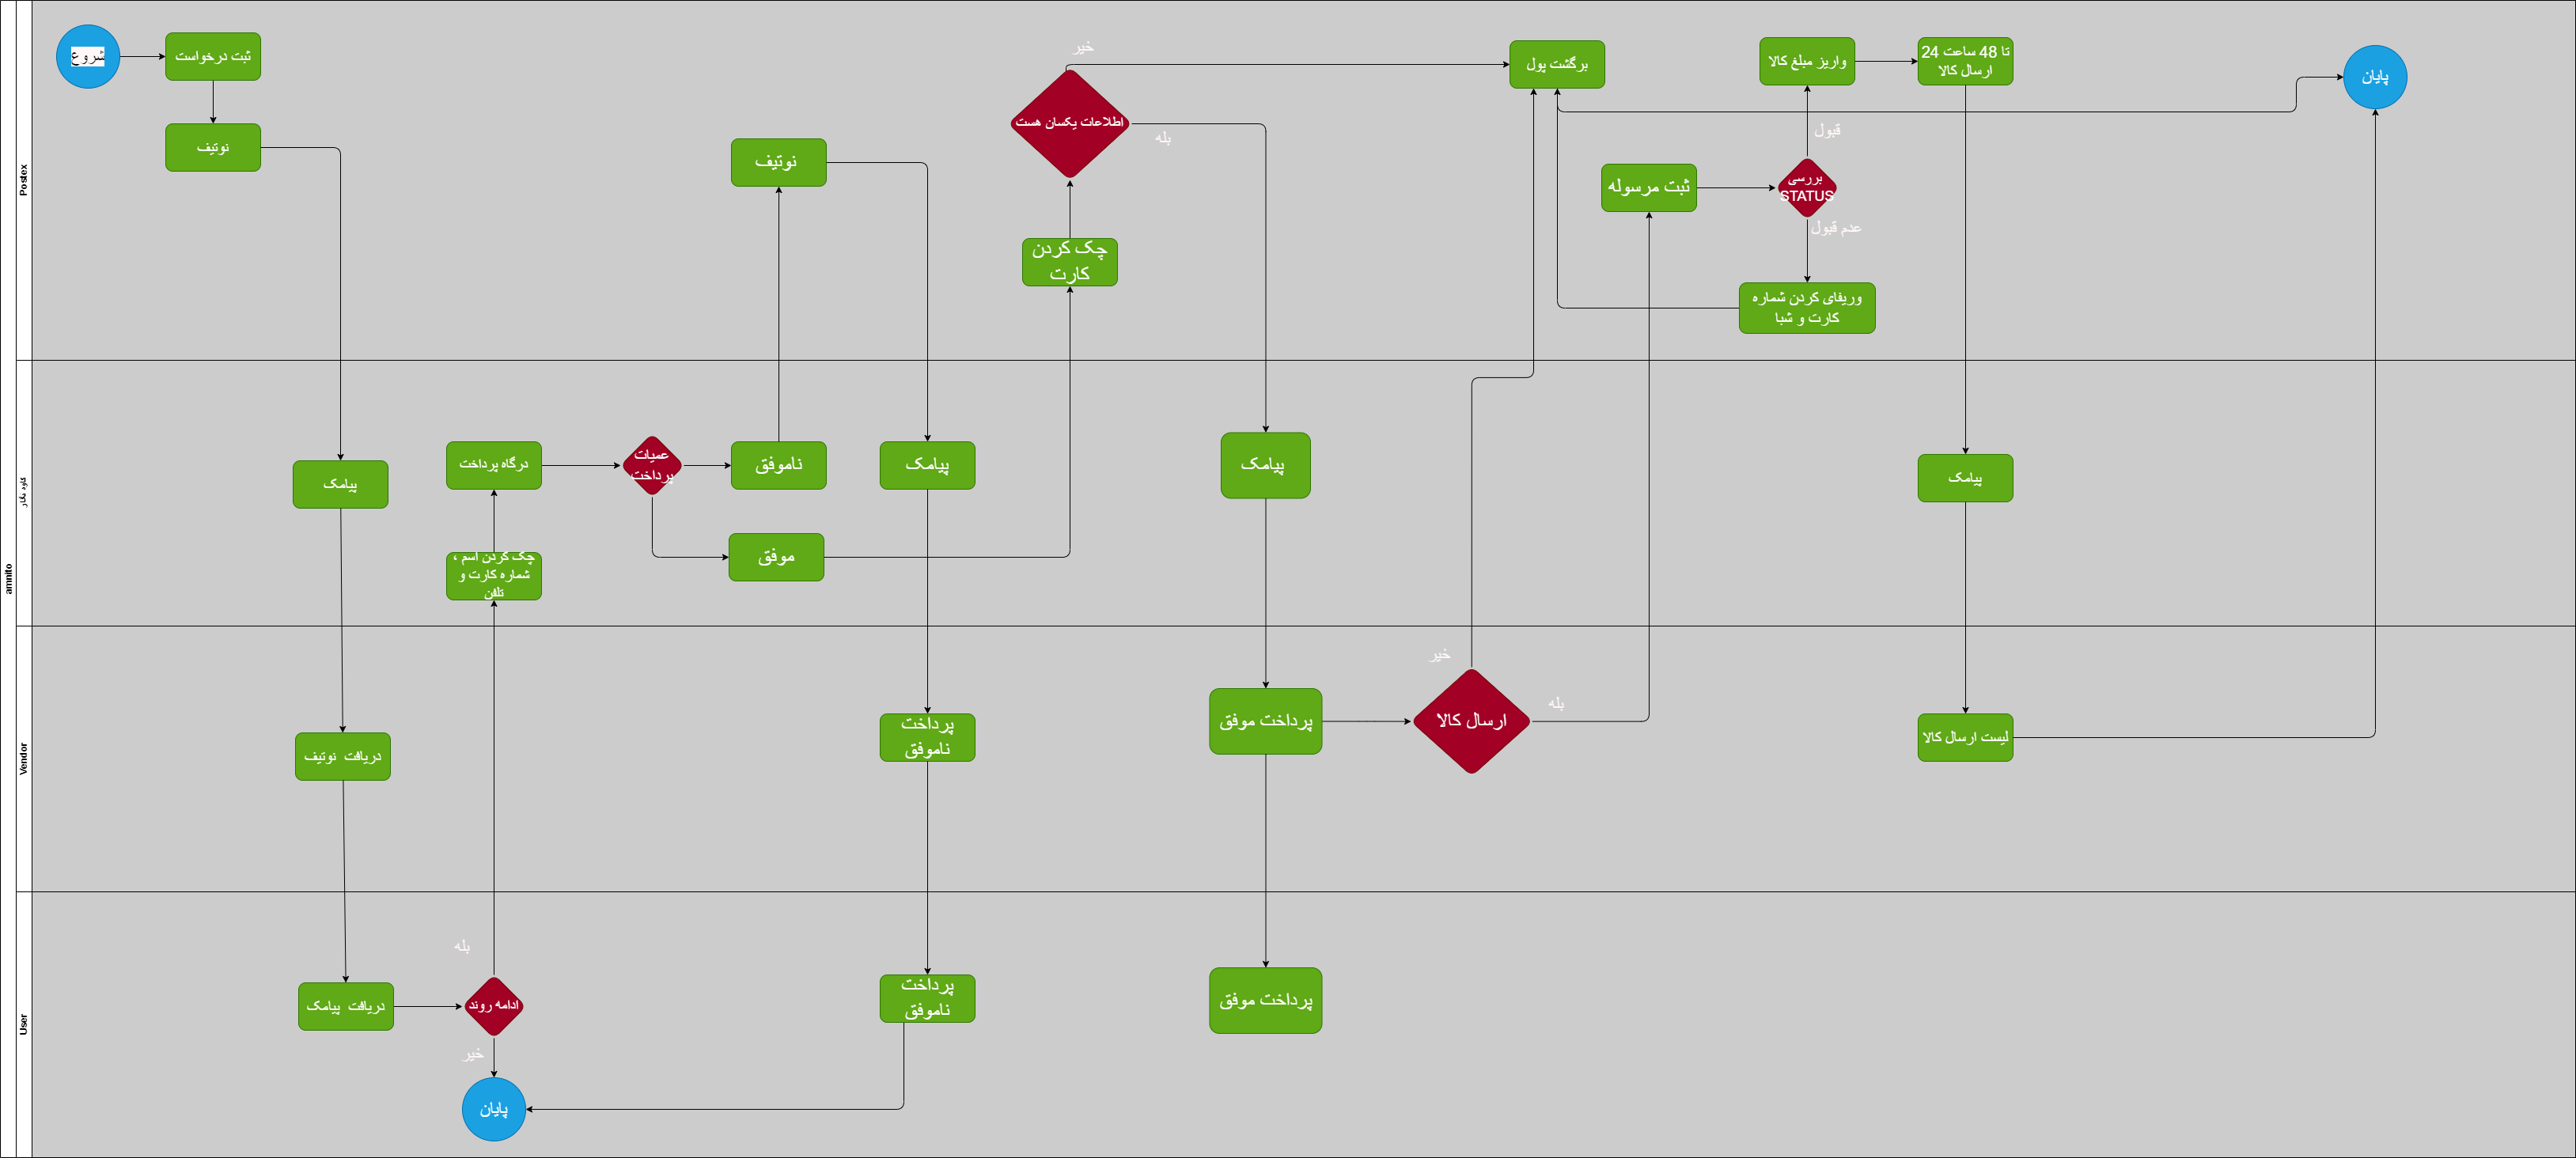 amnito
Postex
کاوه نگار
Vendor
User
شروع
ثبت درخواست
نوتیف
پیامک
دریافت نوتیف
دریافت پیامک
ادامه روند
بله
خیر
پایان
چک کردن اسم ،
شماره کارت و
تلفن
درگاه پرداخت
عمیات
پرداخت
ناموفق
موفق
نوتیف
پیامک
پرداخت
ناموفق
پرداخت
ناموفق
چک کردن
کارت
اطلاعات یکسان هست
خیر
بله
پیامک
پرداخت موفق
پرداخت موفق
ارسال کالا
خیر
بله
برگشت پول
ثبت مرسوله
بررسی
STATUS
قبول
عدم قبول
وریفای کردن شماره
کارت و شبا
واریز مبلغ کالا
تا 48 ساعت 24
ارسال کالا
پیامک
لیست ارسال کالا
پایان